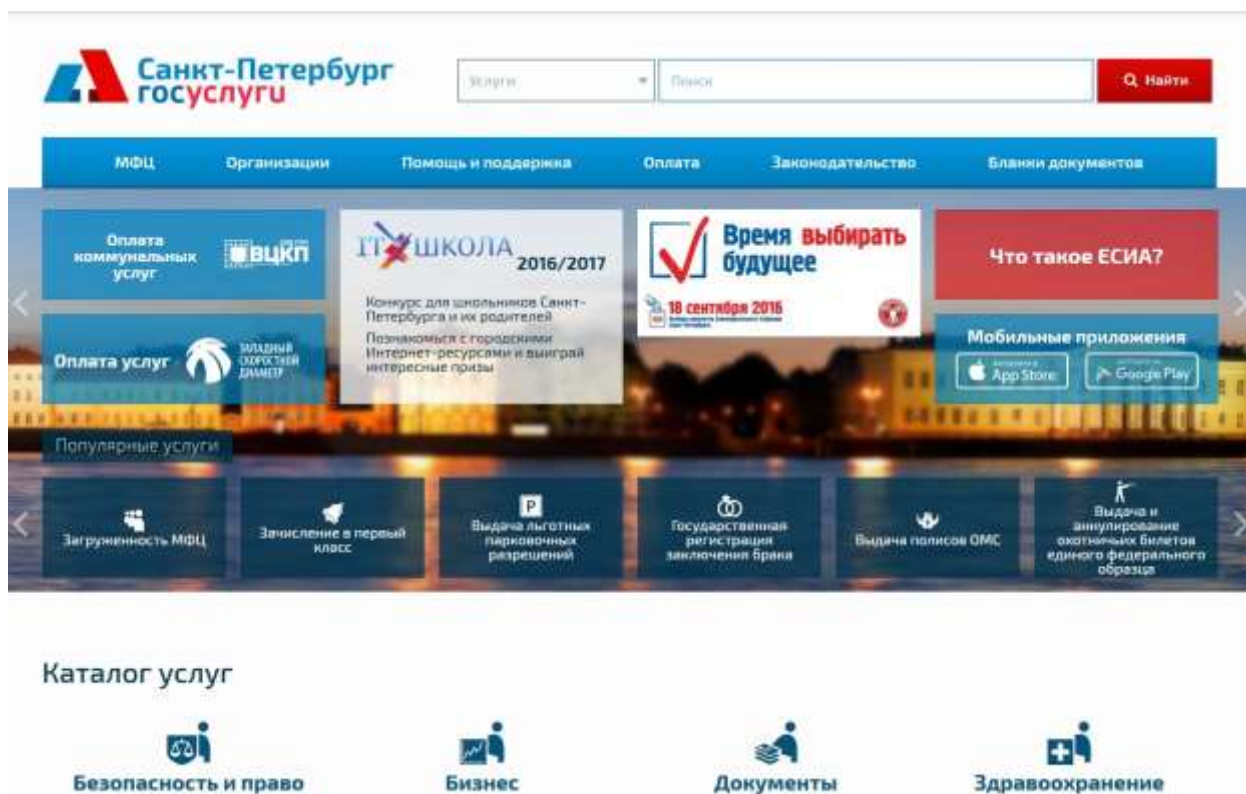 Санкт-Петербург
госуслуги
Услуги
Поиск
Найти
МФЦ
Организации
Помощь и поддержка
Оплата
Законодательство
Бланки документов
Оплата
коммунальных
услуг
ВЦКП
Оплата услуг
ЗАПАДНЫЙ
СКОРОСТНОЙ
ДИАМЕТР
IT ШКОЛА
2016/2017
Конкурс для школьников Санкт-
Петербурга и их родителей
Познакомься с городскими
Интернет-ресурсами и выиграй
интересные призы
Время выбирать
будущее
18 сентября 2016
Что такое ЕСИА?
Мобильные приложения
App Store
Google Play
Популярные услуги
Загруженность МФЦ
Зачисление в первый
класс
P
Выдача льготных
парковочных
разрешений
Государственная
регистрация
заключения брака
Выдача полисов ОМС
Выдача и
аннулирование
охотничьих билетов
единого федерального
образца
Каталог услуг
Безопасность и право
Бизнес
Документы
Здравоохранение